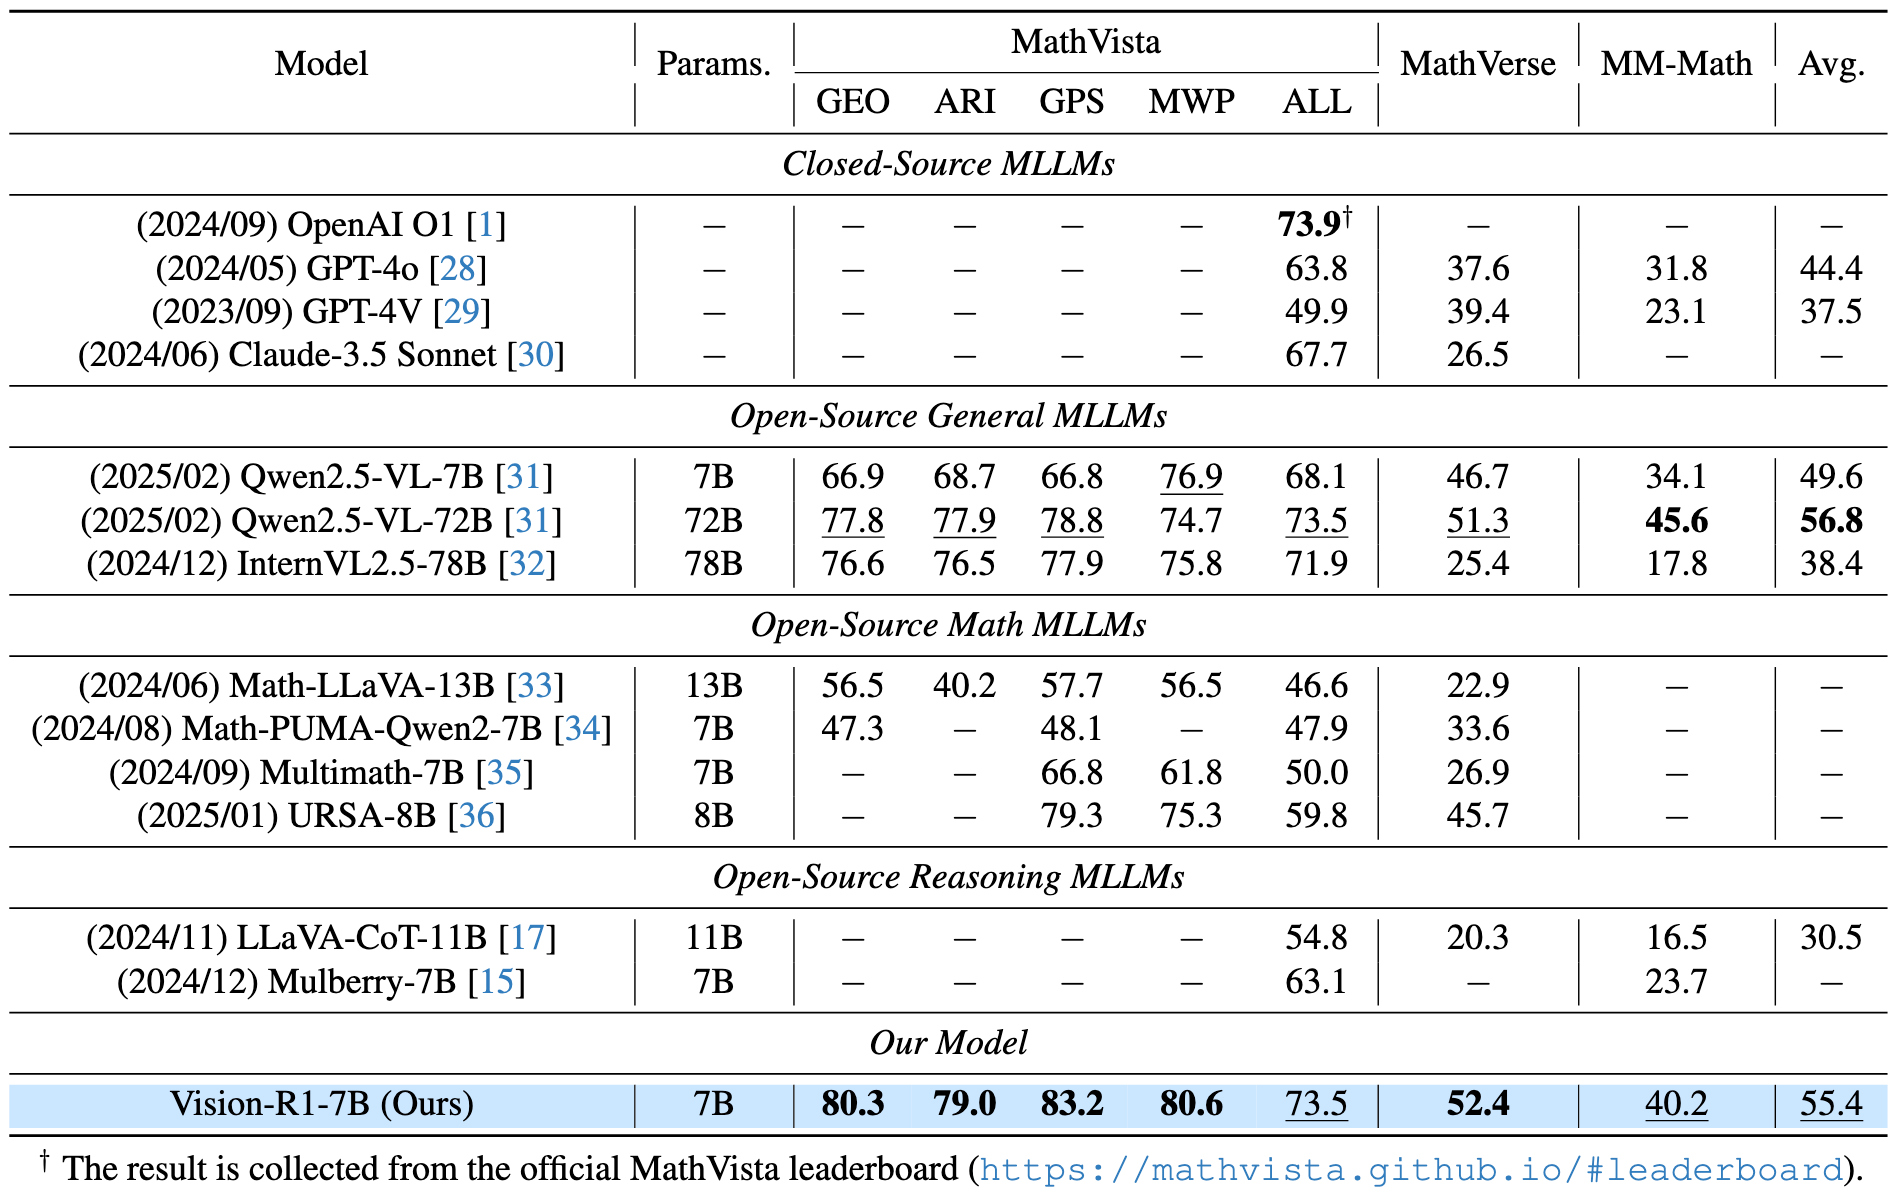 Model Params. MathVista MathVerse MM-Math Avg.
GEO ARI GPS MWP ALL
Closed-Source MLLMs
(2024/09) OpenAI O1 [1] – – – – – 73.9† – – –
(2024/05) GPT-4o [28] – – – – – 63.8 37.6 31.8 44.4
(2023/09) GPT-4V [29] – – – – – 49.9 39.4 23.1 37.5
(2024/06) Claude-3.5 Sonnet [30] – – – – – 67.7 26.5 – –
Open-Source General MLLMs
(2025/02) Qwen2.5-VL-7B [31] 7B 66.9 68.7 66.8 76.9 68.1 46.7 34.1 49.6
(2025/02) Qwen2.5-VL-72B [31] 72B 77.8 77.9 78.8 74.7 73.5 51.3 45.6 56.8
(2024/12) InternVL2.5-78B [32] 78B 76.6 76.5 77.9 75.8 71.9 25.4 17.8 38.4
Open-Source Math MLLMs
(2024/06) Math-LLaVA-13B [33] 13B 56.5 40.2 57.7 56.5 46.6 22.9 – –
(2024/08) Math-PUMA-Qwen2-7B [34] 7B 47.3 – 48.1 – 47.9 33.6 – –
(2024/09) Multimath-7B [35] 7B – – 66.8 61.8 50.0 26.9 – –
(2025/01) URSA-8B [36] 8B – – 79.3 75.3 59.8 45.7 – –
Open-Source Reasoning MLLMs
(2024/11) LLaVA-CoT-11B [17] 11B – – – – 54.8 20.3 16.5 30.5
(2024/12) Mulberry-7B [15] 7B – – – – 63.1 – 23.7 –
Our Model
Vision-R1-7B (Ours) 7B 80.3 79.0 83.2 80.6 73.5 52.4 40.2 55.4
† The result is collected from the official MathVista leaderboard (https://mathvista.github.io/#leaderboard).